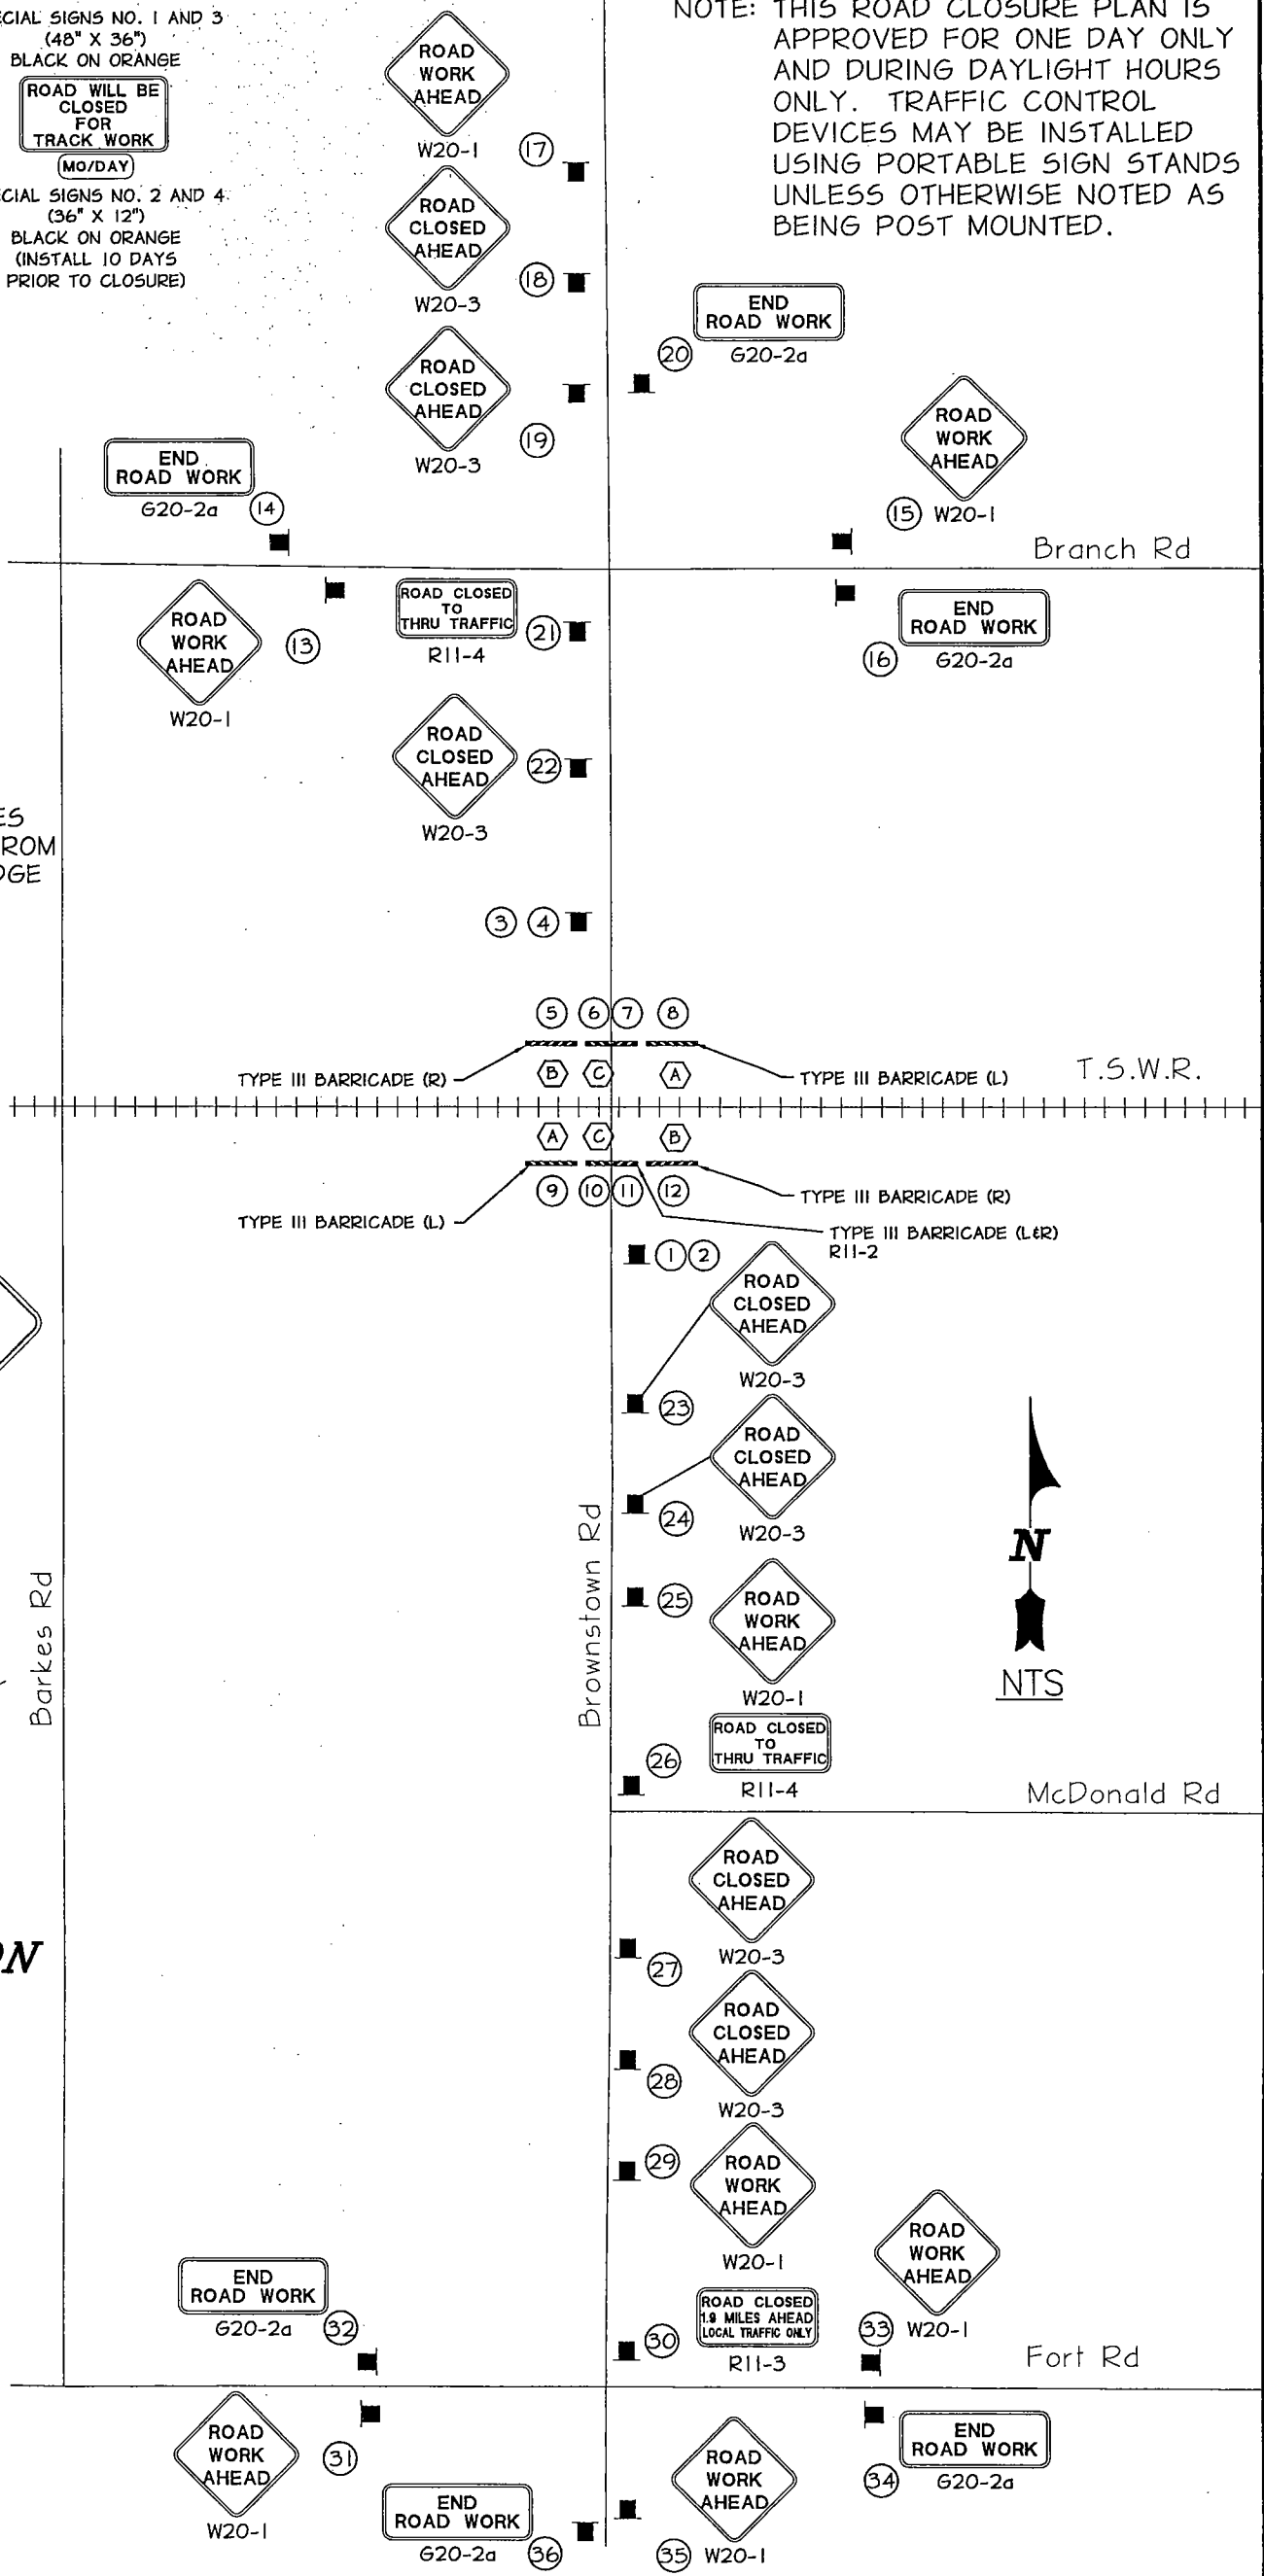 SIGNS NO. 1 AND 3
(48" X 36")
BLACK ON ORANGE
ROAD WILL BE
CLOSED
FOR
TRACK WORK
MO/DAY
SIGNS NO. 2 AND 4
(36" X 12")
BLACK ON ORANGE
(INSTALL 10 DAYS
PRIOR TO CLOSURE)
NOTE: THIS ROAD CLOSURE PLAN IS
APPROVED FOR ONE DAY ONLY
AND DURING DAYLIGHT HOURS
ONLY. TRAFFIC CONTROL
DEVICES MAY BE INSTALLED
USING PORTABLE SIGN STANDS
UNLESS OTHERWISE NOTED AS
BEING POST MOUNTED.
ROAD
WORK
AHEAD
W20-1
17
ROAD
CLOSED
AHEAD
W20-3
18
END
ROAD WORK
G20-2a
20
ROAD
CLOSED
AHEAD
W20-3
19
ROAD
WORK
AHEAD
15 W20-1
END
ROAD WORK
G20-2a
14
Branch Rd
ROAD
WORK
AHEAD
W20-1
13
ROAD CLOSED
TO
THRU TRAFFIC
R11-4
21
END
ROAD WORK
G20-2a
16
ROAD
CLOSED
AHEAD
W20-3
22
3 4
5 6 7 8
TYPE III BARRICADE (R)
B C A
TYPE III BARRICADE (L)
T.S.W.R.
A C B
9 10 11 12
TYPE III BARRICADE (L)
TYPE III BARRICADE (R)
TYPE III BARRICADE (L&R)
R11-2
1 2
ROAD
CLOSED
AHEAD
W20-3
23
ROAD
CLOSED
AHEAD
W20-3
24
Barkes Rd
Brownstown Rd
N
NTS
25
ROAD
WORK
AHEAD
W20-1
26
ROAD CLOSED
TO
THRU TRAFFIC
R11-4
McDonald Rd
ROAD
CLOSED
AHEAD
W20-3
27
ROAD
CLOSED
AHEAD
W20-3
28
29
ROAD
WORK
AHEAD
W20-1
ROAD
WORK
AHEAD
33 W20-1
END
ROAD WORK
G20-2a
32
30
ROAD CLOSED
1.9 MILES AHEAD
LOCAL TRAFFIC ONLY
R11-3
Fort Rd
ROAD
WORK
AHEAD
W20-1
31
END
ROAD WORK
G20-2a
36
ROAD
WORK
AHEAD
35 W20-1
END
ROAD WORK
G20-2a
34